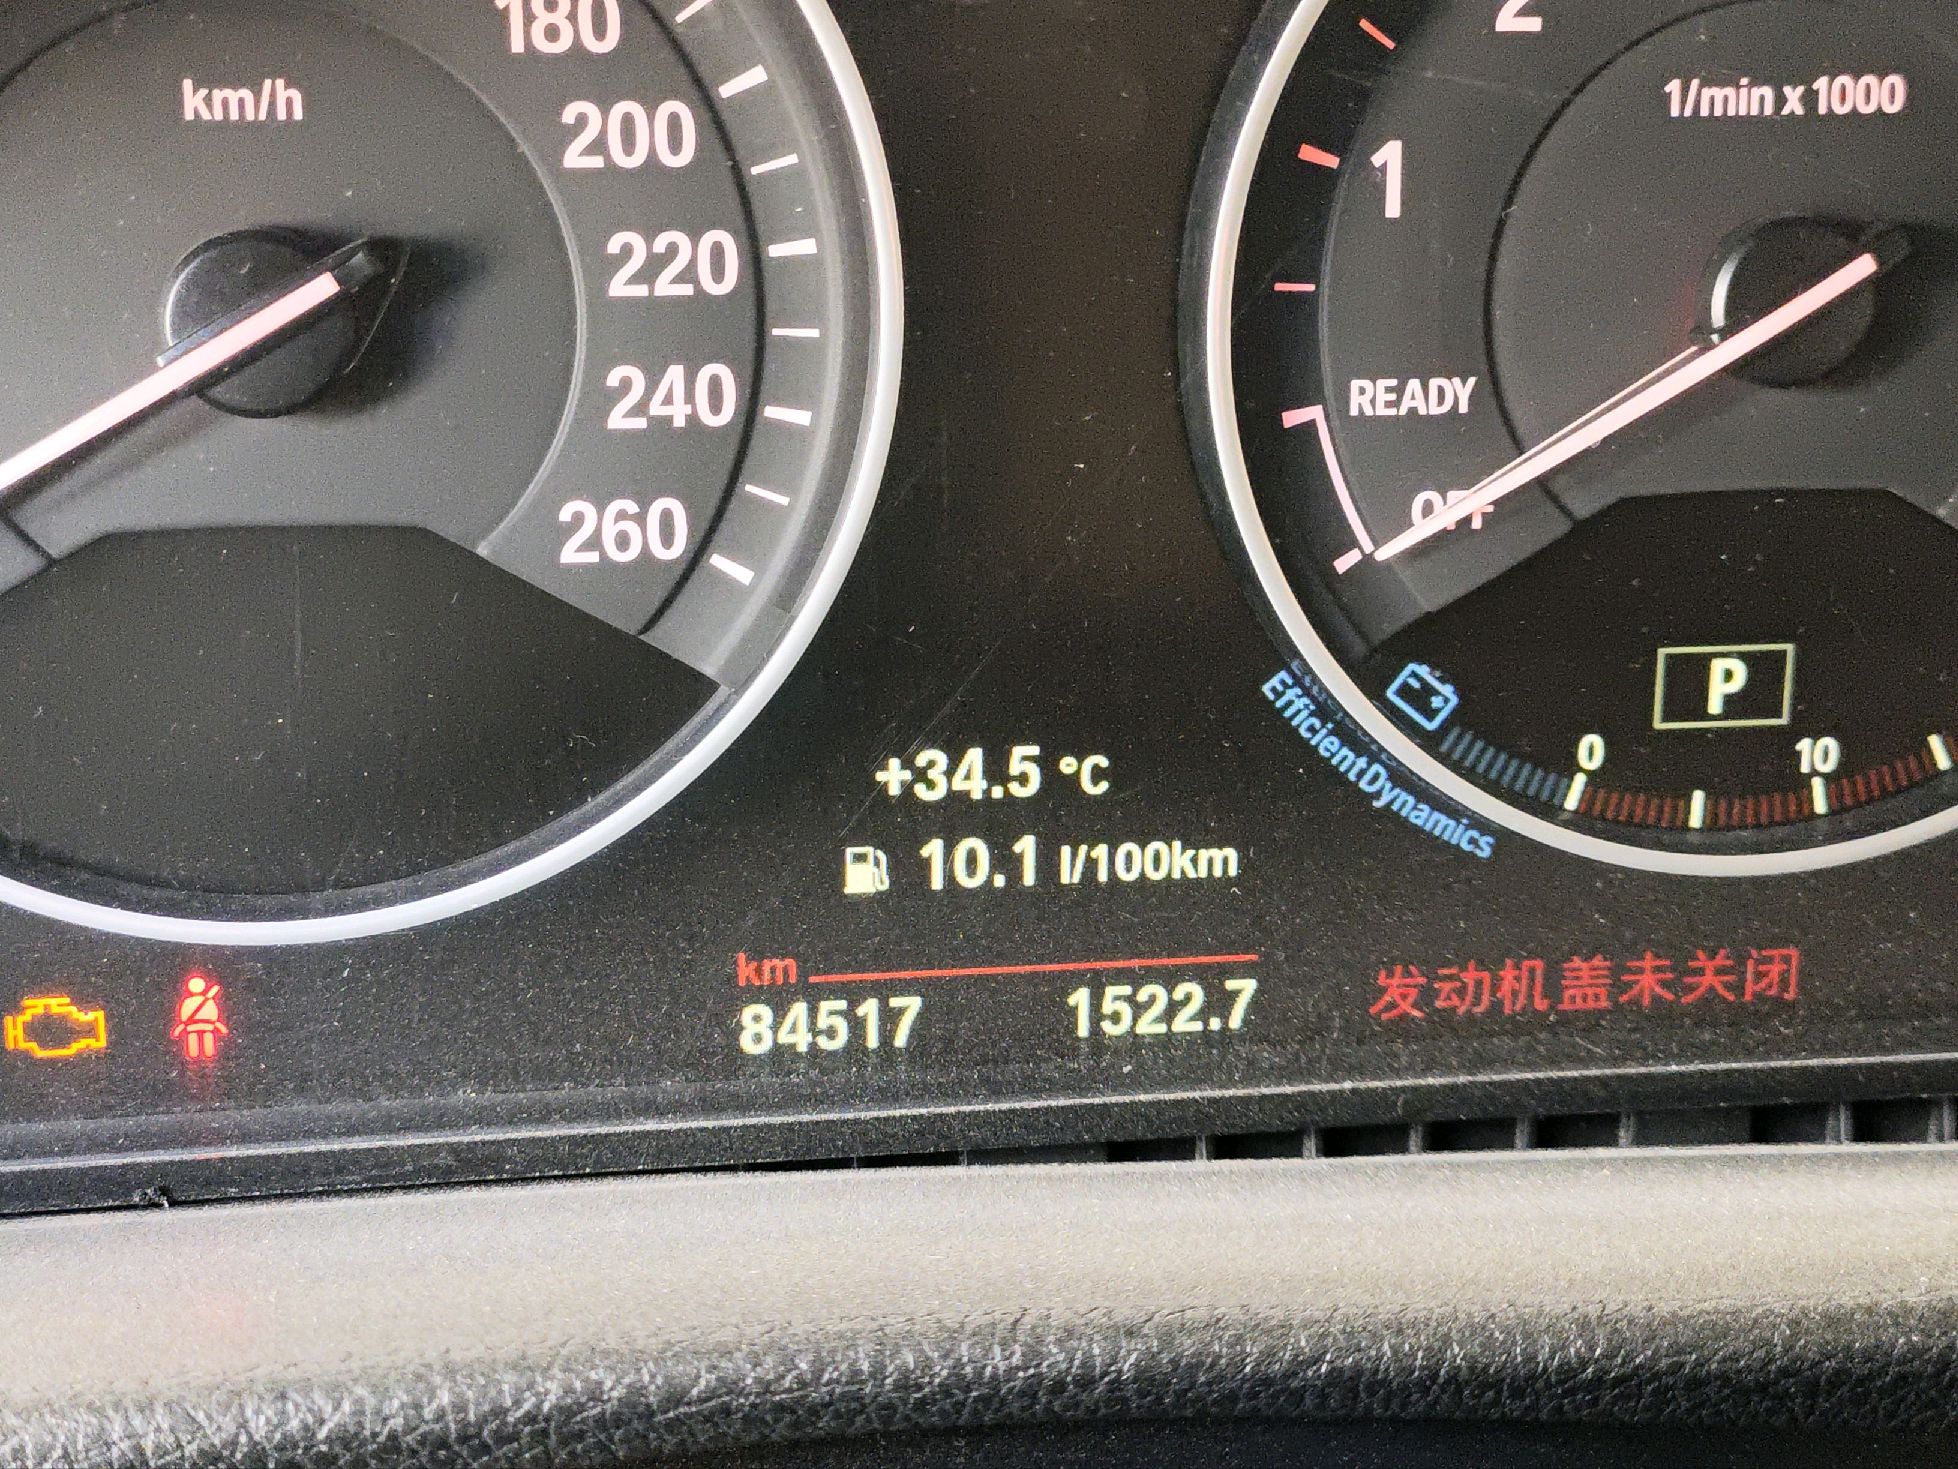 180
km/h
200
220
240
260
2
1/min x 1000
1
READY
OFF
P
0
10
EfficientDynamics
+34.5 °C
10.1 l/100km
km
84517
1522.7
发动机盖未关闭